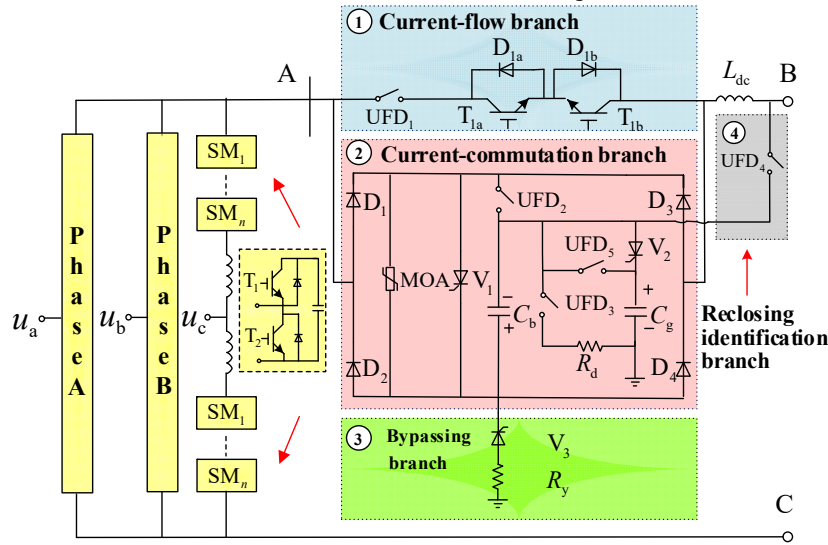 ① Current-flow branch
D1a
D1b
A
UFD1
T1a
T1b
Ldc
B
② Current-commutation branch
④
UFD4
SM1
SMn
D1
UFD2
D3
UFD5
V2
T1
MOA
V1
UFD3
ua
ub
uc
Phase A
Phase B
T2
−
+
Cb
+
−
Cg
Rd
D2
D4
Reclosing
identification
branch
SM1
SMn
③ Bypassing
branch
V3
Ry
C